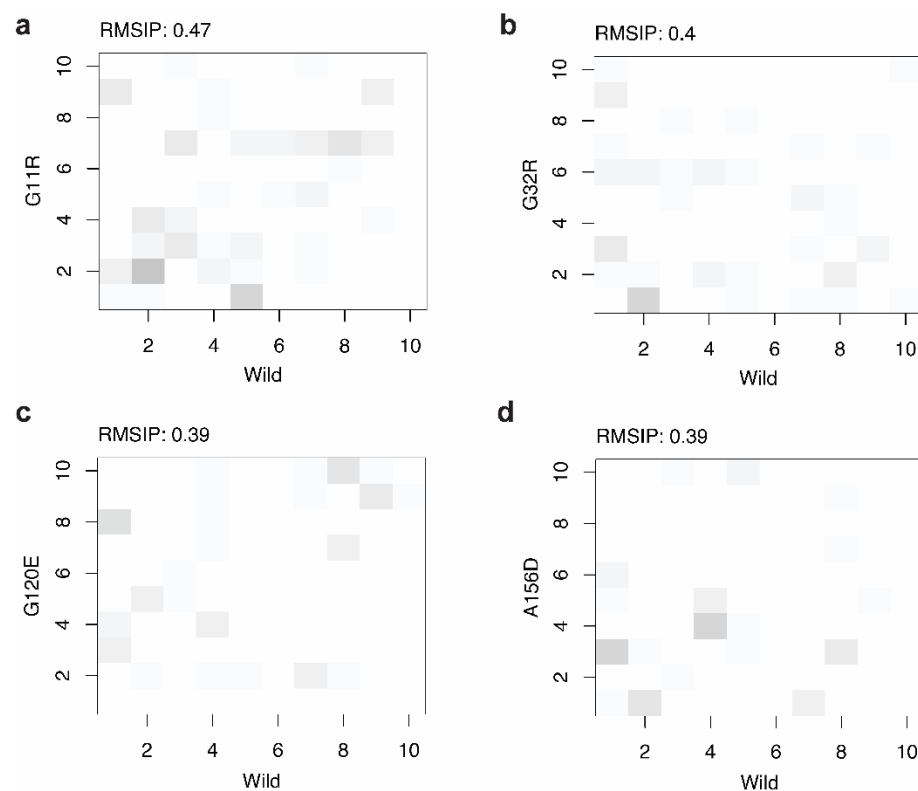 a
RMSIP: 0.47
10
8
6
4
2
G11R
2 4 6 8 10
Wild
b
RMSIP: 0.4
10
8
6
4
2
G32R
2 4 6 8 10
Wild
c
RMSIP: 0.39
10
8
6
4
2
G120E
2 4 6 8 10
Wild
d
RMSIP: 0.39
10
8
6
4
2
A156D
2 4 6 8 10
Wild